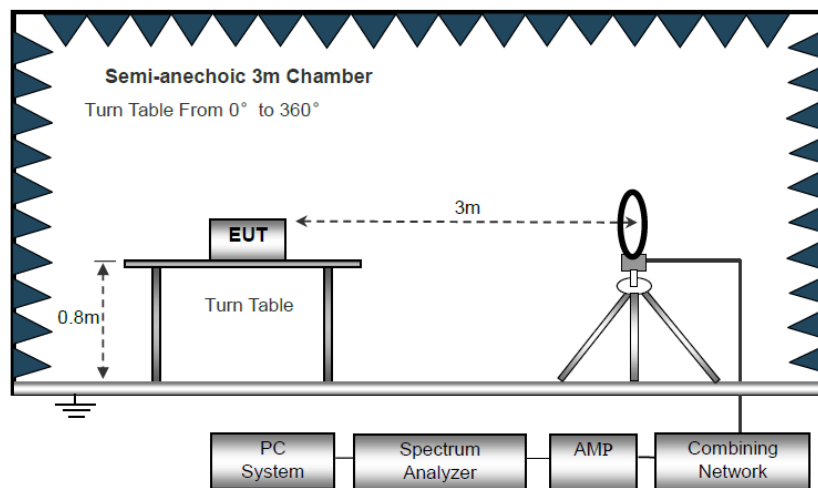 Semi-anechoic 3m Chamber
Turn Table From 0° to 360°
3m
EUT
Turn Table
0.8m
PC
System
Spectrum
Analyzer
AMP
Combining
Network